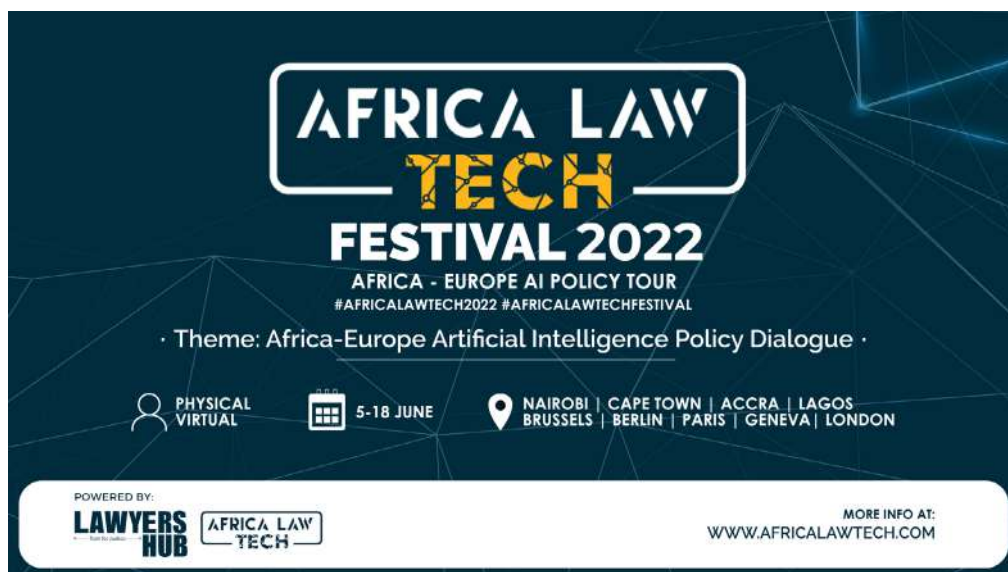 AFRICA LAW
TECH
FESTIVAL 2022
AFRICA - EUROPE AI POLICY TOUR
#AFRICALAWTECH2022 #AFRICALAWTECHFESTIVAL
· Theme: Africa-Europe Artificial Intelligence Policy Dialogue ·
PHYSICAL
VIRTUAL
5-18 JUNE
NAIROBI | CAPE TOWN | ACCRA | LAGOS
BRUSSELS | BERLIN | PARIS | GENEVA | LONDON
POWERED BY:
LAWYERS
HUB
AFRICA LAW
TECH
MORE INFO AT:
WWW.AFRICALAWTECH.COM